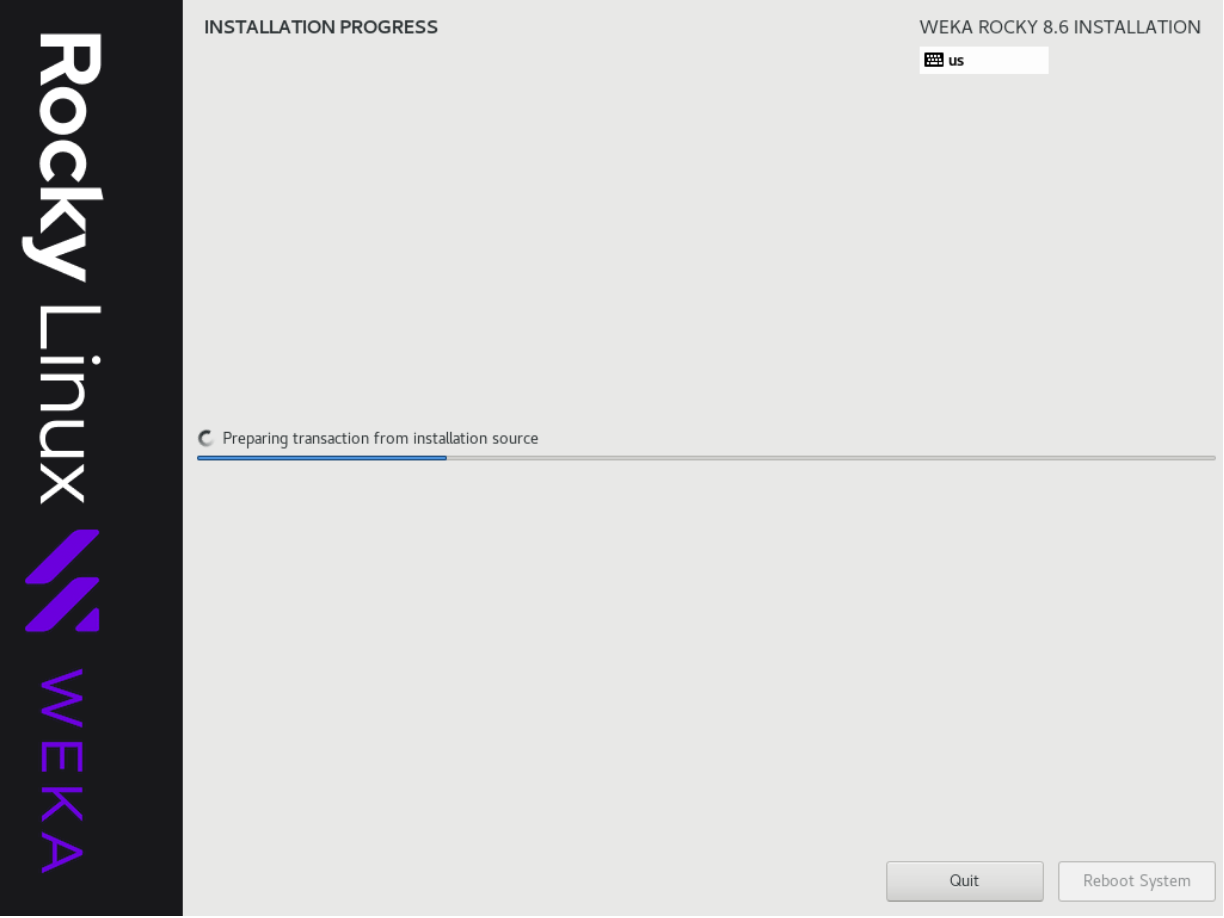 Rocky Linux
WEKA
INSTALLATION PROGRESS
WEKA ROCKY 8.6 INSTALLATION
us
Preparing transaction from installation source
Quit
Reboot System